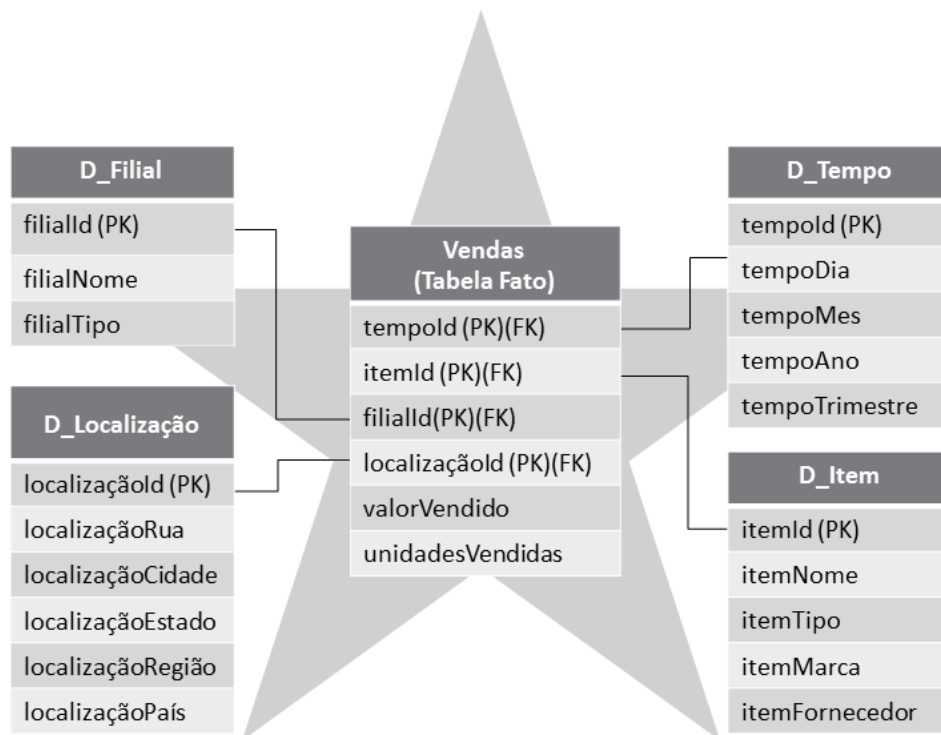 D_Filial
filialId (PK)
filialNome
filialTipo
D_Localização
localizaçãoId (PK)
localizaçãoRua
localizaçãoCidade
localizaçãoEstado
localizaçãoRegião
localizaçãoPaís
Vendas
(Tabela Fato)
tempoId (PK)(FK)
itemId (PK)(FK)
filialId(PK)(FK)
localizaçãoId (PK)(FK)
valorVendido
unidadesVendidas
D_Tempo
tempoId (PK)
tempoDia
tempoMes
tempoAno
tempoTrimestre
D_Item
itemId (PK)
itemNome
itemTipo
itemMarca
itemFornecedor